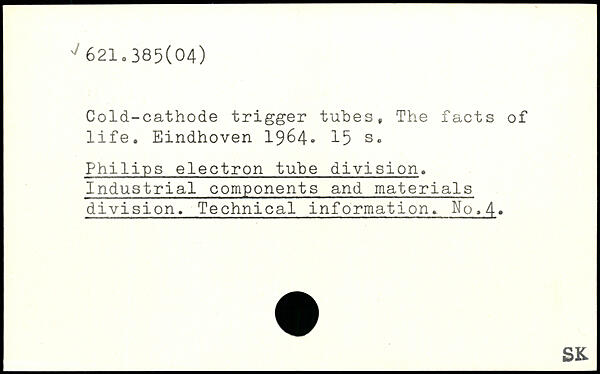 621.385(04)
Cold-cathode trigger tubes, The facts of
life. Eindhoven 1964. 15 s.
Philips electron tube division.
Industrial components and materials
division. Technical information. No.4.
SK